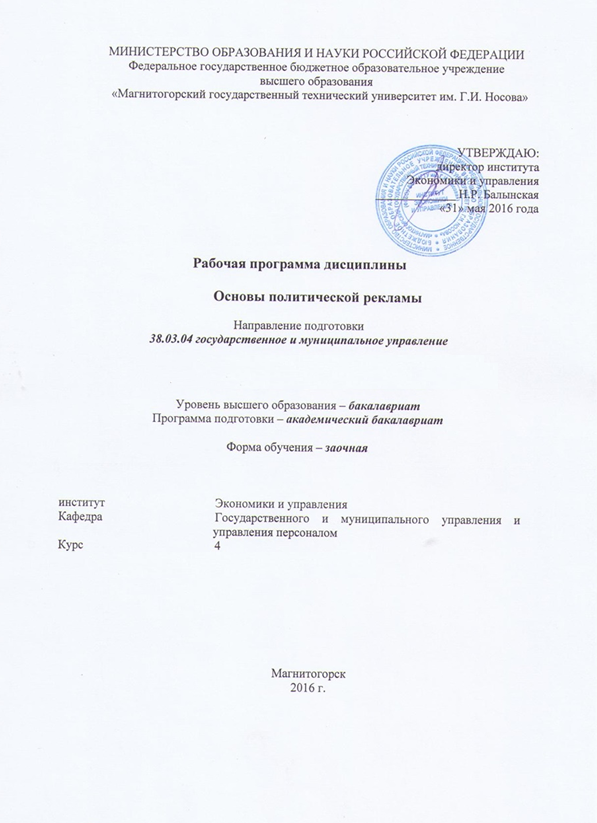 МИНИСТЕРСТВО ОБРАЗОВАНИЯ И НАУКИ РОССИЙСКОЙ ФЕДЕРАЦИИ
Федеральное государственное бюджетное образовательное учреждение
высшего образования
«Магнитогорский государственный технический университет им. Г.И. Носова»
УТВЕРЖДАЮ:
директор института
Экономики и управления
Н.Р. Балынская
«31» мая 2016 года
Рабочая программа дисциплины
Основы политической рекламы
Направление подготовки
38.03.04 государственное и муниципальное управление
Уровень высшего образования – бакалавриат
Программа подготовки – академический бакалавриат
Форма обучения – заочная
институт Экономики и управления
Кафедра Государственного и муниципального управления и
управления персоналом
Курс 4
Магнитогорск
2016 г.